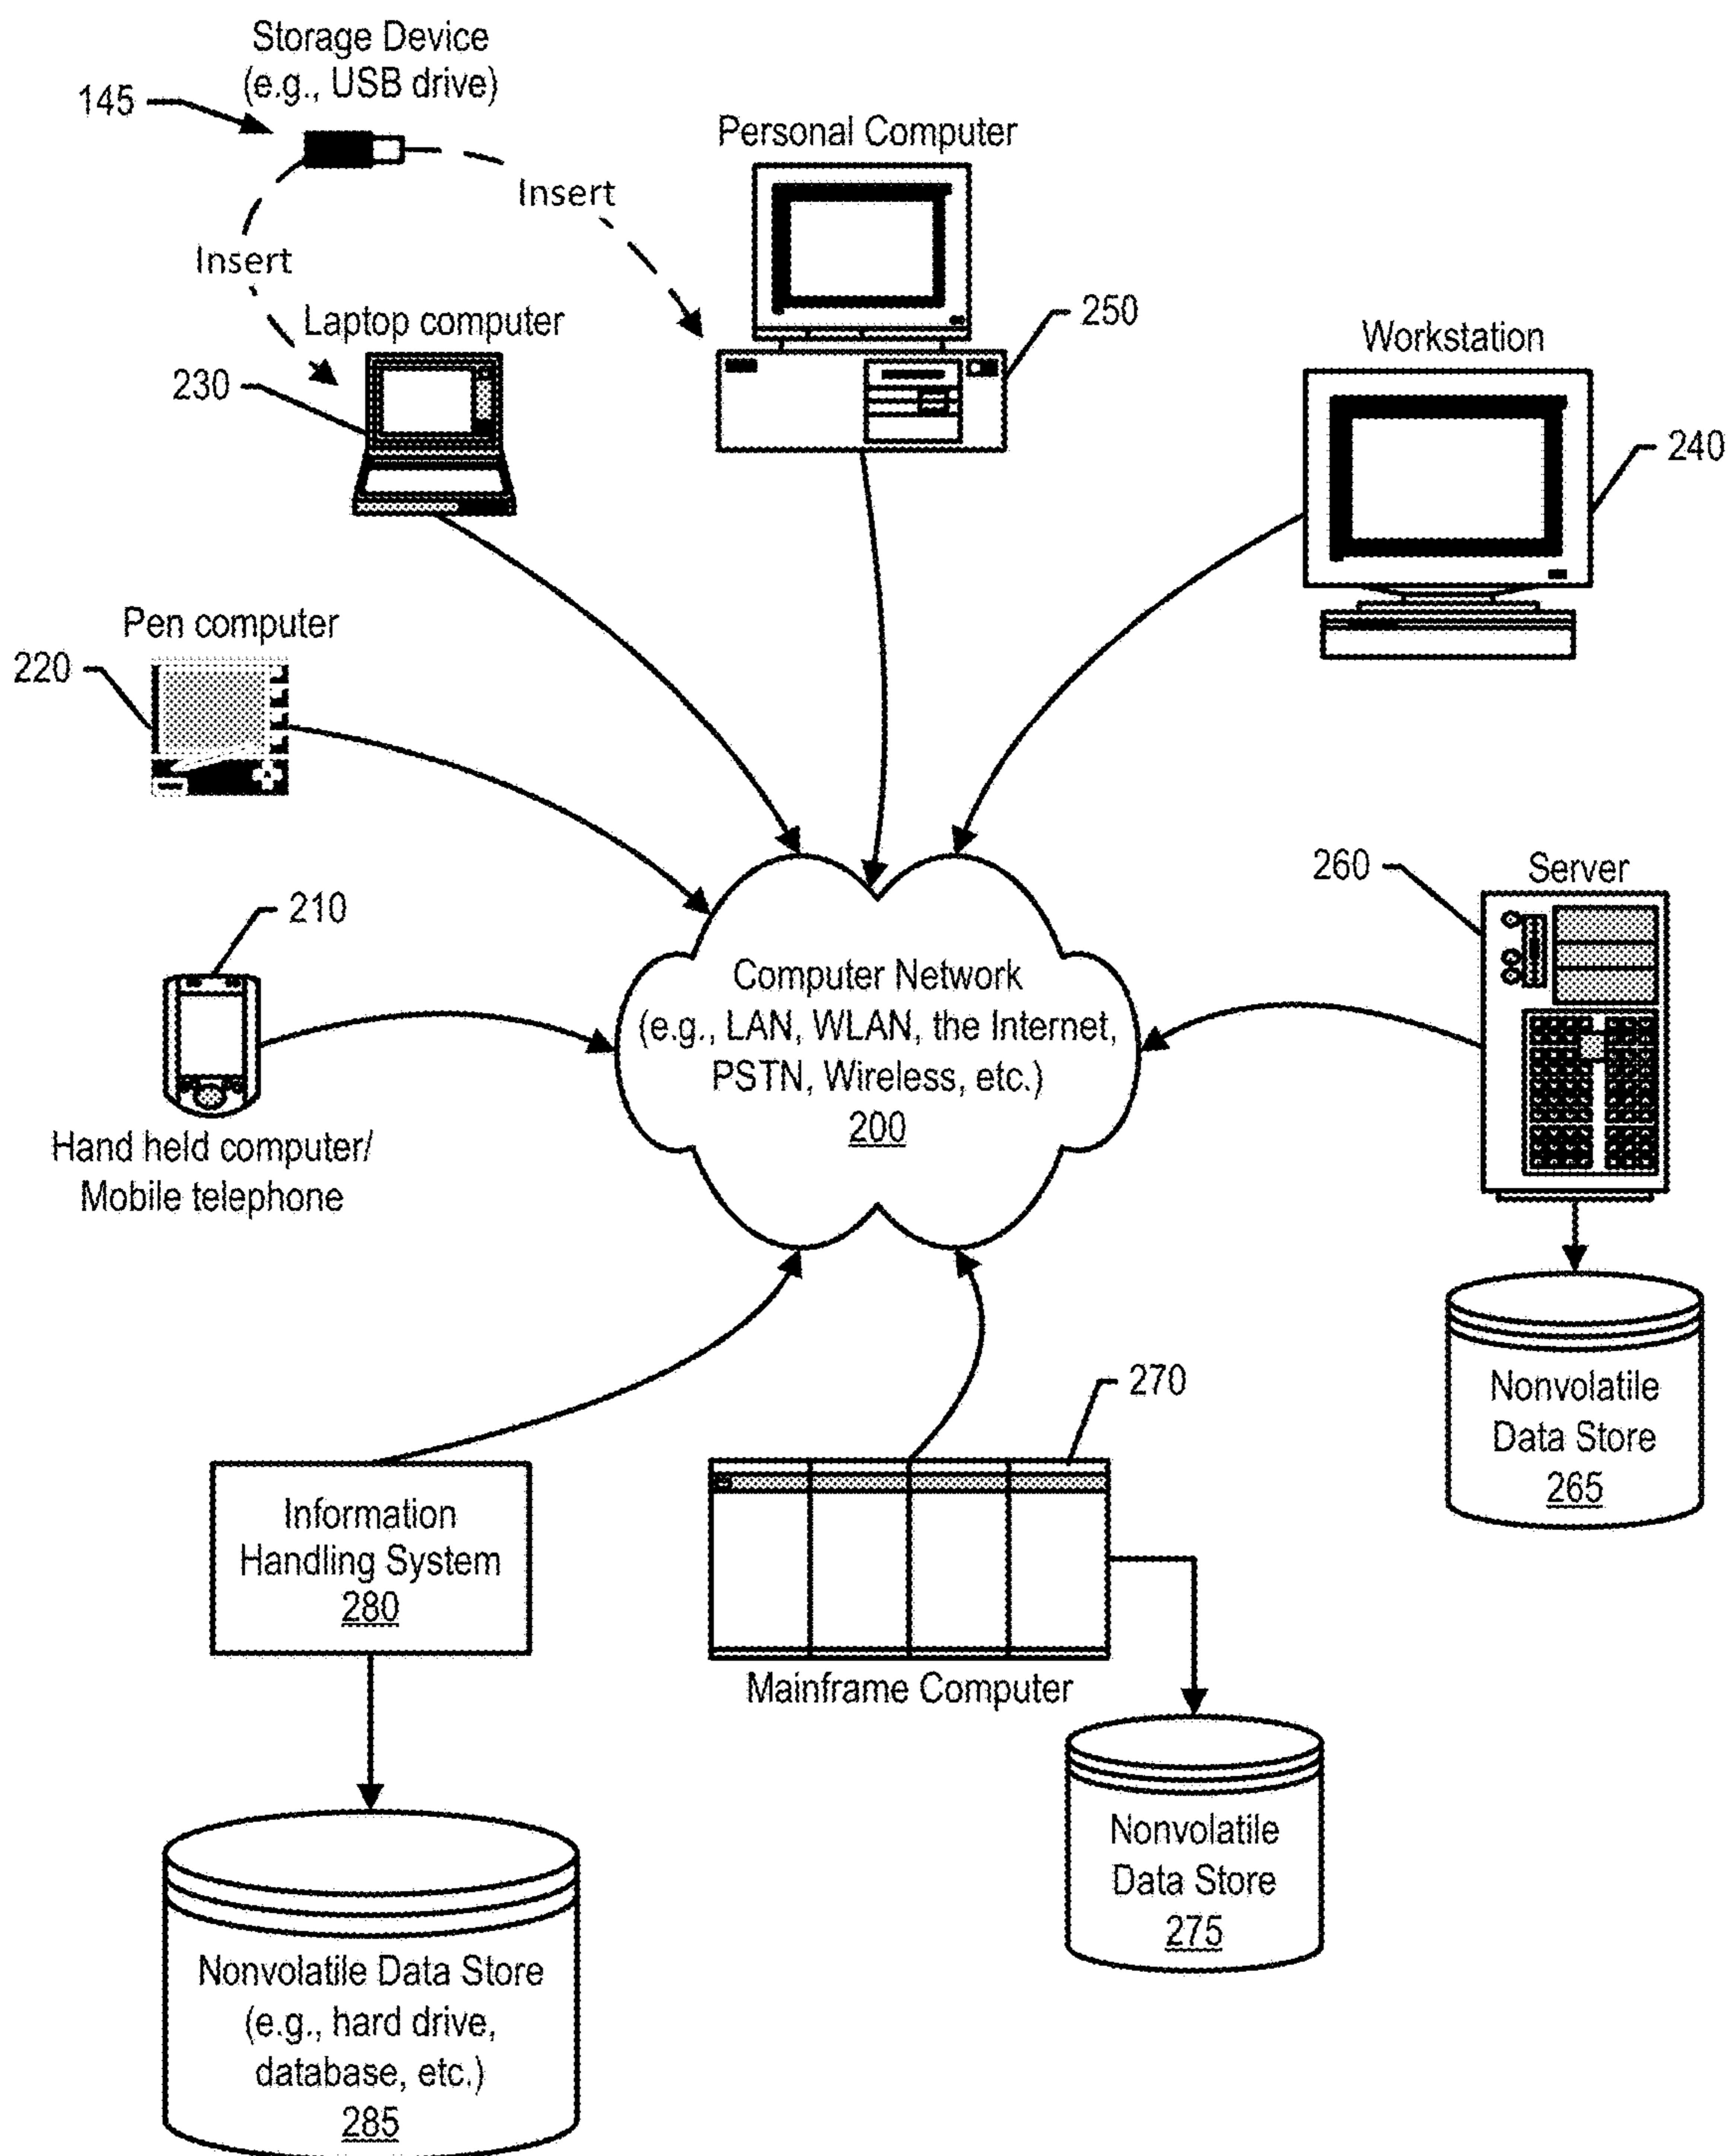 Storage Device
(e.g., USB drive)
145
Insert
Insert
Personal Computer
250
Laptop computer
230
Workstation
240
Pen computer
220
210
Hand held computer/
Mobile telephone
Computer Network
(e.g., LAN, WLAN, the Internet,
PSTN, Wireless, etc.)
200
260
Server
Nonvolatile
Data Store
265
Information
Handling System
280
270
Mainframe Computer
Nonvolatile
Data Store
275
Nonvolatile Data Store
(e.g., hard drive,
database, etc.)
285